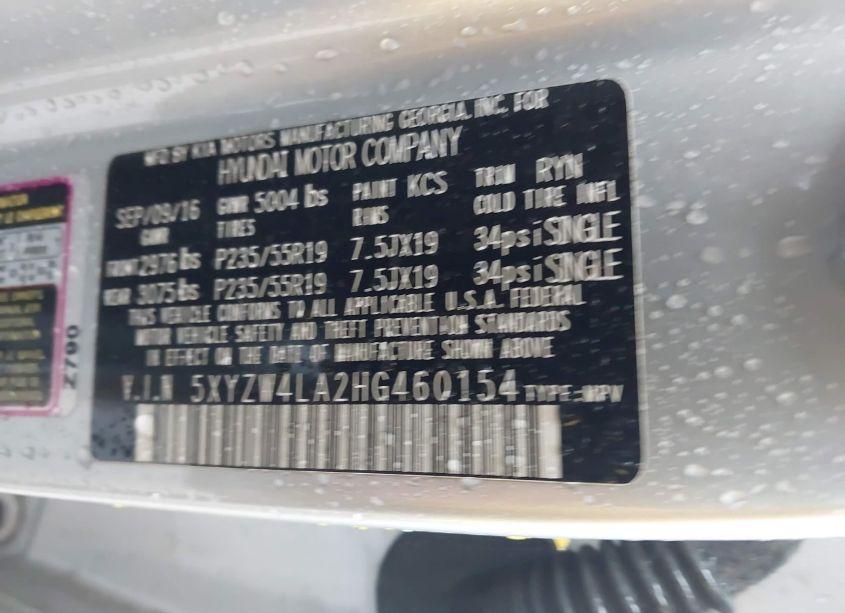 MFD BY KIA MOTORS MANUFACTURING GEORGIA, INC. FOR
HYUNDAI MOTOR COMPANY
SEP/09/16 GVWR 5004 lbs PAINT KCS TRIM RYN
GAWR TIRES RIMS COLD TIRE INFL
FRONT 2976 lbs P235/55R19 7.5JX19 34psi SINGLE
REAR 3075 lbs P235/55R19 7.5JX19 34psi SINGLE
THIS VEHICLE CONFORMS TO ALL APPLICABLE U.S.A. FEDERAL
MOTOR VEHICLE SAFETY AND THEFT PREVENTION STANDARDS
IN EFFECT ON THE DATE OF MANUFACTURE SHOWN ABOVE.
V.I.N 5XYZW4LA2HG460154 TYPE:MPV